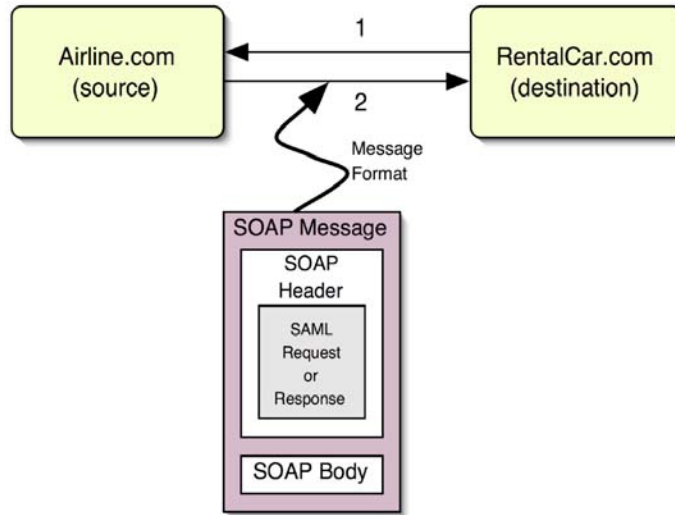 Airline.com
(source)
1
2
RentalCar.com
(destination)
Message
Format
SOAP Message
SOAP
Header
SAML
Request
or
Response
SOAP Body